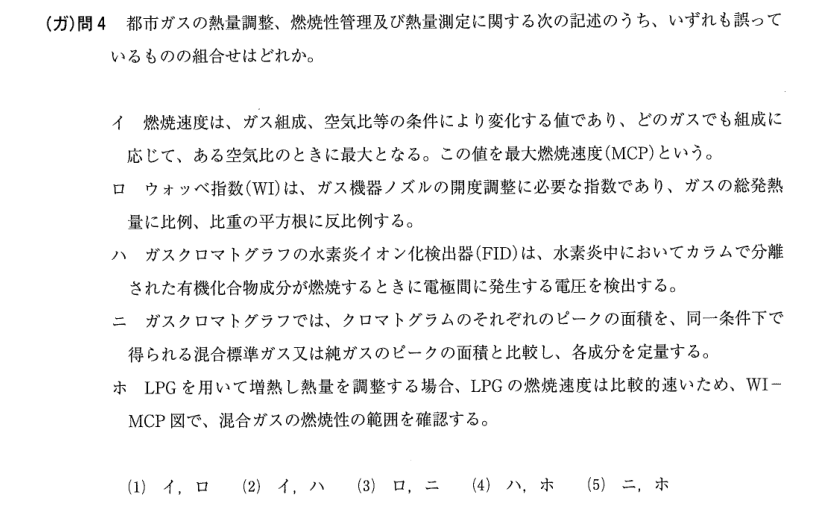 (ガ)問4 都市ガスの熱量調整、燃焼性管理及び熱量測定に関する次の記述のうち、いずれも誤って
いるものの組合せはどれか。
イ 燃焼速度は、ガス組成、空気比等の条件により変化する値であり、どのガスでも組成に
応じて、ある空気比のときに最大となる。この値を最大燃焼速度(MCP)という。
ロ ウォッベ指数(WI)は、ガス機器ノズルの開度調整に必要な指数であり、ガスの総発熱
量に比例、比重の平方根に反比例する。
ハ ガスクロマトグラフの水素炎イオン化検出器(FID)は、水素炎中においてカラムで分離
された有機化合物成分が燃焼するときに電極間に発生する電圧を検出する。
ニ ガスクロマトグラフでは、クロマトグラムのそれぞれのピークの面積を、同一条件下で
得られる混合標準ガス又は純ガスのピークの面積と比較し、各成分を定量する。
ホ LPGを用いて増熱し熱量を調整する場合、LPGの燃焼速度は比較的速いため、WI－
MCP図で、混合ガスの燃焼性の範囲を確認する。
(1) イ，ロ (2) イ，ハ (3) ロ，ニ (4) ハ，ホ (5) ニ，ホ